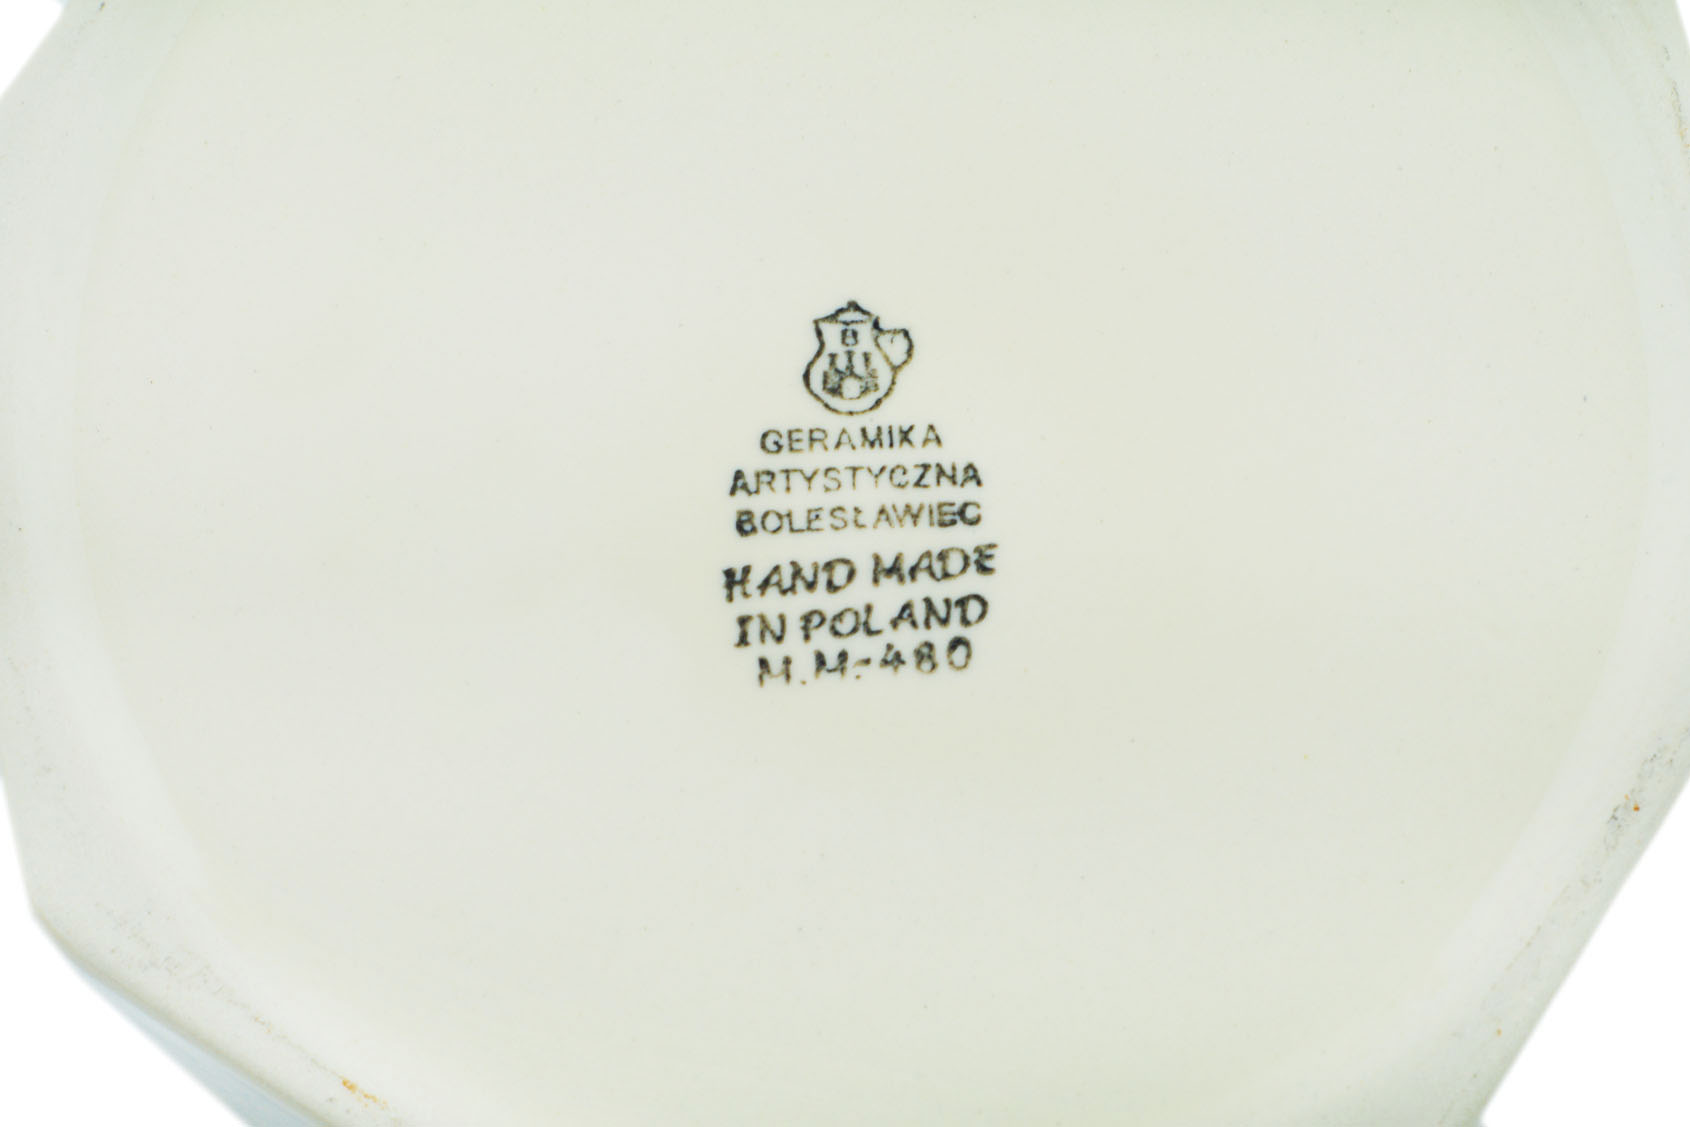 B
CERAMIKA
ARTYSTYCZNA
BOLESŁAWIEC
HAND MADE
IN POLAND
M.M.-480